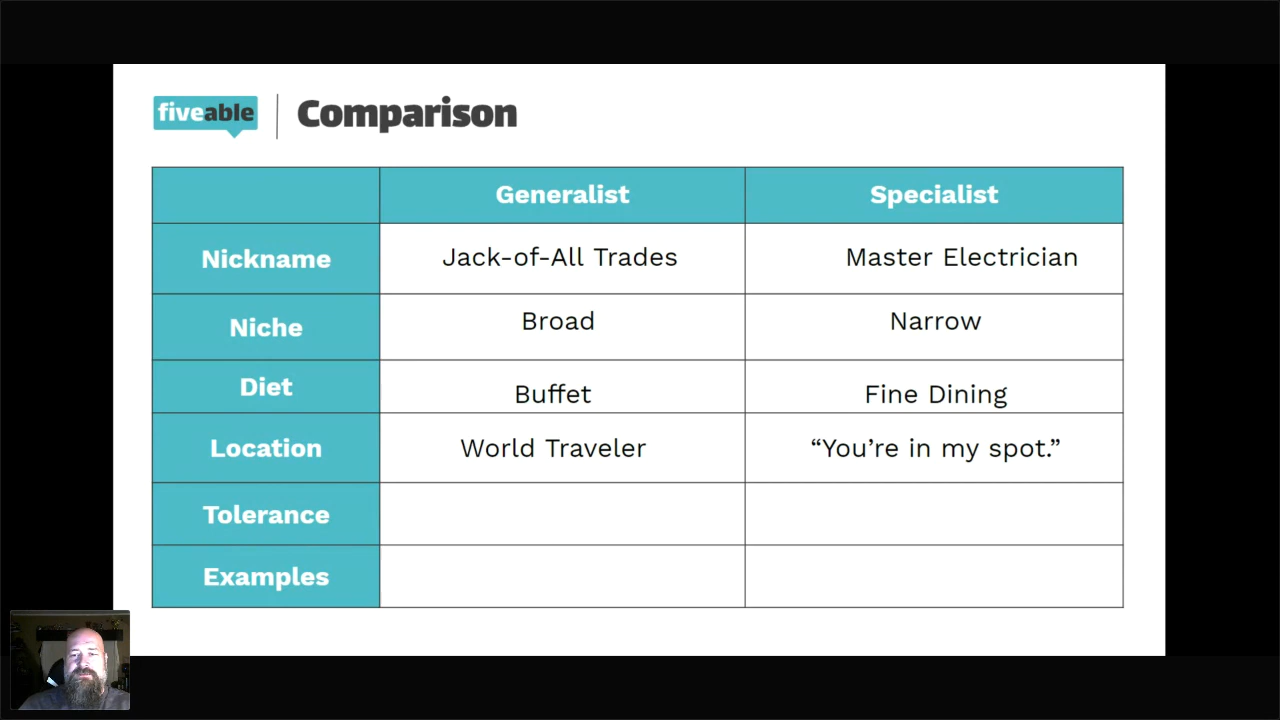 fiveable
Comparison
Generalist Specialist
Nickname Jack-of-All Trades Master Electrician
Niche Broad Narrow
Diet Buffet Fine Dining
Location World Traveler “You’re in my spot.”
Tolerance
Examples